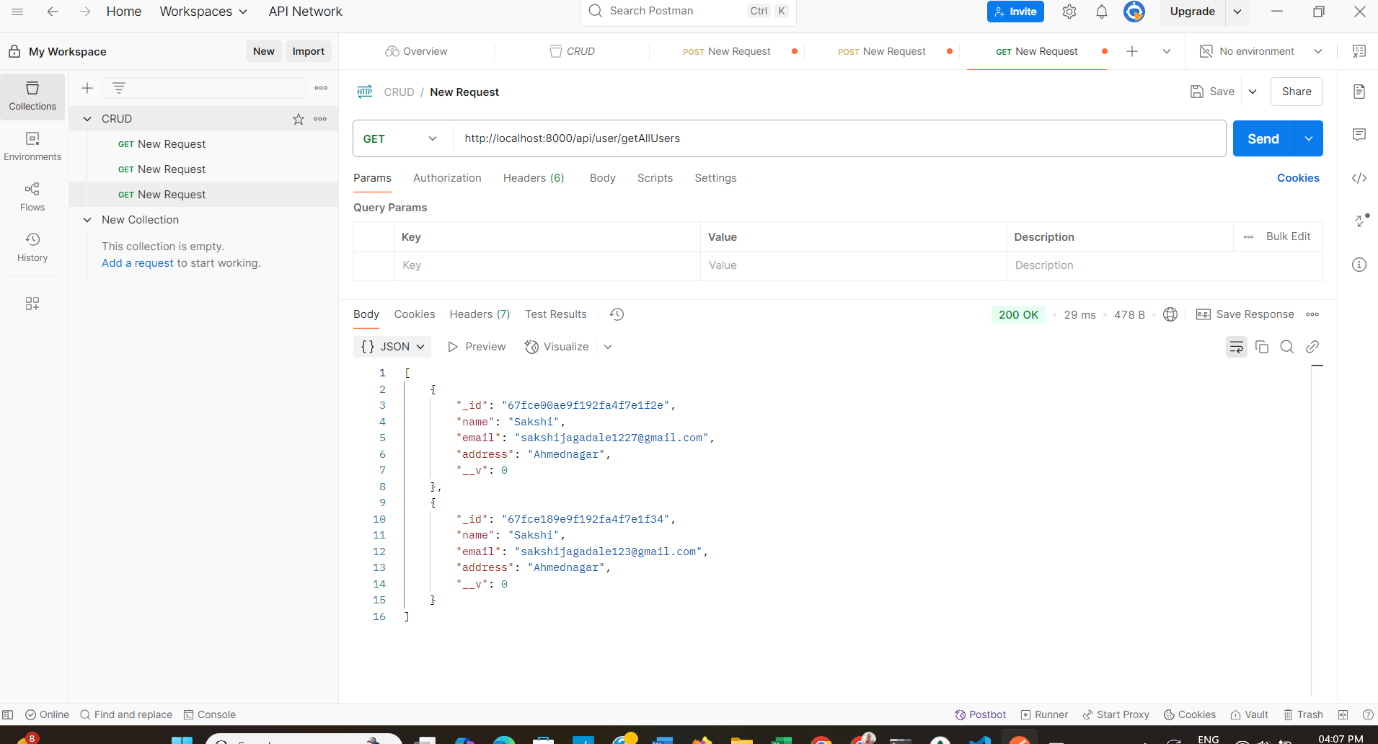 Home Workspaces API Network Search Postman Ctrl K Invite Upgrade
My Workspace New Import Overview CRUD POST New Request POST New Request GET New Request No environment
Collections
Environments
Flows
History
CRUD
GET New Request
GET New Request
GET New Request
New Collection
This collection is empty.
Add a request to start working.
HTTP CRUD / New Request Save Share
GET http://localhost:8000/api/user/getAllUsers Send
Params Authorization Headers (6) Body Scripts Settings Cookies
Query Params
Key Value Description Bulk Edit
Key Value Description
Body Cookies Headers (7) Test Results 200 OK 29 ms 478 B e.g. Save Response
{} JSON Preview Visualize
1 [
2 {
3 "_id": "67fce00ae9f192fa4f7e1f2e",
4 "name": "Sakshi",
5 "email": "sakshijagadale1227@gmail.com",
6 "address": "Ahmednagar",
7 "__v": 0
8 },
9 {
10 "_id": "67fce189e9f192fa4f7e1f34",
11 "name": "Sakshi",
12 "email": "sakshijagadale123@gmail.com",
13 "address": "Ahmednagar",
14 "__v": 0
15 }
16 ]
Online Find and replace Console Postbot Runner Start Proxy Cookies Vault Trash
8 ENG 04:07 PM